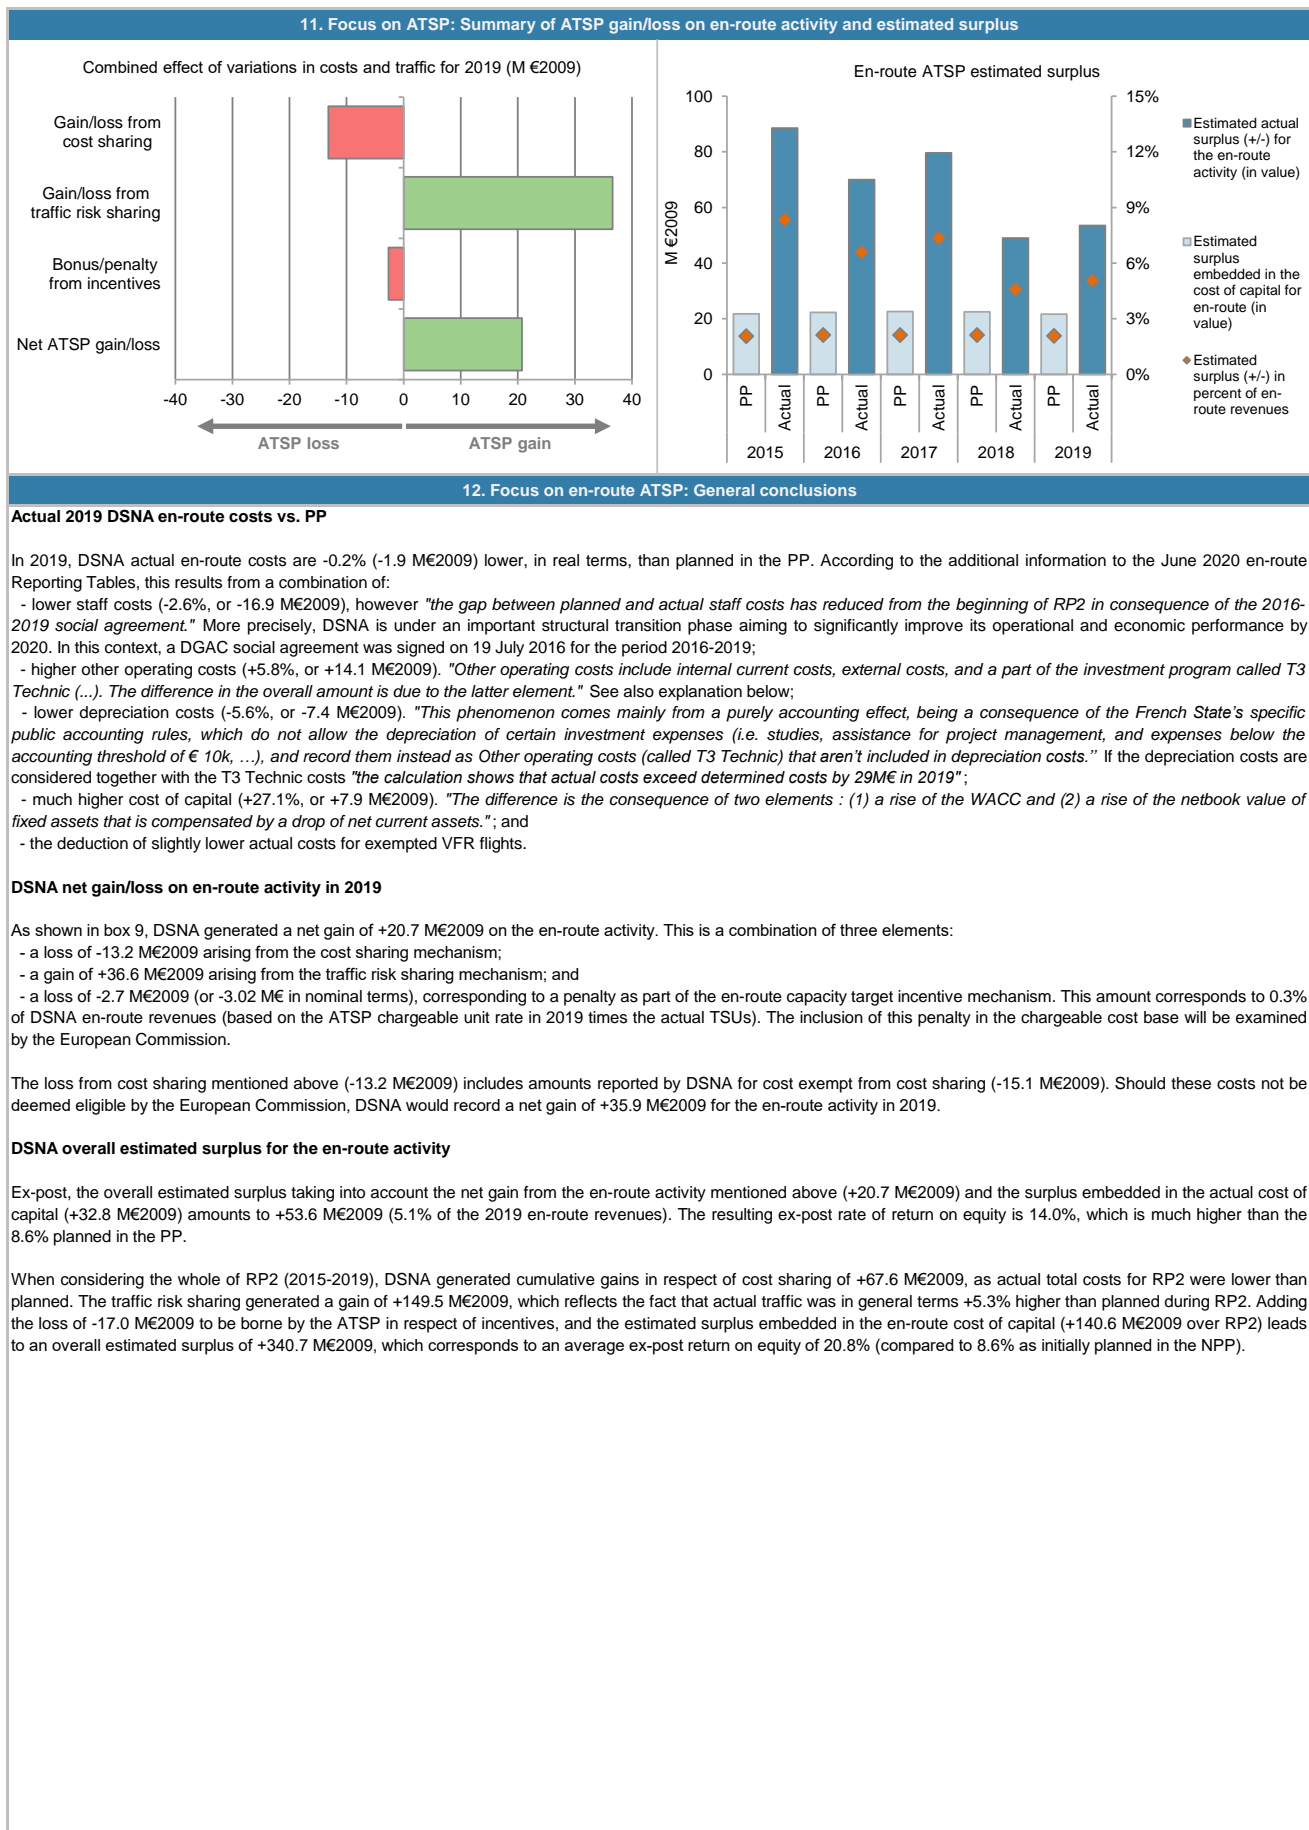 11. Focus on ATSP: Summary of ATSP gain/loss on en-route activity and estimated surplus
Combined effect of variations in costs and traffic for 2019 (M €2009)
Gain/loss from
cost sharing
Gain/loss from
traffic risk sharing
Bonus/penalty
from incentives
Net ATSP gain/loss
-40 -30 -20 -10 0 10 20 30 40
ATSP loss ATSP gain
En-route ATSP estimated surplus
M €2009
100
80
60
40
20
0
15%
12%
9%
6%
3%
0%
PP Actual PP Actual PP Actual PP Actual PP Actual
2015 2016 2017 2018 2019
Estimated actual
surplus (+/-) for
the en-route
activity (in value)
Estimated
surplus
embedded in the
cost of capital for
en-route (in
value)
Estimated
surplus (+/-) in
percent of en-
route revenues
12. Focus on en-route ATSP: General conclusions
Actual 2019 DSNA en-route costs vs. PP
In 2019, DSNA actual en-route costs are -0.2% (-1.9 M€2009) lower, in real terms, than planned in the PP. According to the additional information to the June 2020 en-route
Reporting Tables, this results from a combination of:
- lower staff costs (-2.6%, or -16.9 M€2009), however "the gap between planned and actual staff costs has reduced from the beginning of RP2 in consequence of the 2016-
2019 social agreement." More precisely, DSNA is under an important structural transition phase aiming to significantly improve its operational and economic performance by
2020. In this context, a DGAC social agreement was signed on 19 July 2016 for the period 2016-2019;
- higher other operating costs (+5.8%, or +14.1 M€2009). "Other operating costs include internal current costs, external costs, and a part of the investment program called T3
Technic (...). The difference in the overall amount is due to the latter element." See also explanation below;
- lower depreciation costs (-5.6%, or -7.4 M€2009). "This phenomenon comes mainly from a purely accounting effect, being a consequence of the French State's specific
public accounting rules, which do not allow the depreciation of certain investment expenses (i.e. studies, assistance for project management, and expenses below the
accounting threshold of € 10k, …), and record them instead as Other operating costs (called T3 Technic) that aren't included in depreciation costs.'' If the depreciation costs are
considered together with the T3 Technic costs "the calculation shows that actual costs exceed determined costs by 29M€ in 2019" ;
- much higher cost of capital (+27.1%, or +7.9 M€2009). "The difference is the consequence of two elements : (1) a rise of the WACC and (2) a rise of the netbook value of
fixed assets that is compensated by a drop of net current assets." ; and
- the deduction of slightly lower actual costs for exempted VFR flights.
DSNA net gain/loss on en-route activity in 2019
As shown in box 9, DSNA generated a net gain of +20.7 M€2009 on the en-route activity. This is a combination of three elements:
- a loss of -13.2 M€2009 arising from the cost sharing mechanism;
- a gain of +36.6 M€2009 arising from the traffic risk sharing mechanism; and
- a loss of -2.7 M€2009 (or -3.02 M€ in nominal terms), corresponding to a penalty as part of the en-route capacity target incentive mechanism. This amount corresponds to 0.3%
of DSNA en-route revenues (based on the ATSP chargeable unit rate in 2019 times the actual TSUs). The inclusion of this penalty in the chargeable cost base will be examined
by the European Commission.
The loss from cost sharing mentioned above (-13.2 M€2009) includes amounts reported by DSNA for cost exempt from cost sharing (-15.1 M€2009). Should these costs not be
deemed eligible by the European Commission, DSNA would record a net gain of +35.9 M€2009 for the en-route activity in 2019.
DSNA overall estimated surplus for the en-route activity
Ex-post, the overall estimated surplus taking into account the net gain from the en-route activity mentioned above (+20.7 M€2009) and the surplus embedded in the actual cost of
capital (+32.8 M€2009) amounts to +53.6 M€2009 (5.1% of the 2019 en-route revenues). The resulting ex-post rate of return on equity is 14.0%, which is much higher than the
8.6% planned in the PP.
When considering the whole of RP2 (2015-2019), DSNA generated cumulative gains in respect of cost sharing of +67.6 M€2009, as actual total costs for RP2 were lower than
planned. The traffic risk sharing generated a gain of +149.5 M€2009, which reflects the fact that actual traffic was in general terms +5.3% higher than planned during RP2. Adding
the loss of -17.0 M€2009 to be borne by the ATSP in respect of incentives, and the estimated surplus embedded in the en-route cost of capital (+140.6 M€2009 over RP2) leads
to an overall estimated surplus of +340.7 M€2009, which corresponds to an average ex-post return on equity of 20.8% (compared to 8.6% as initially planned in the NPP).